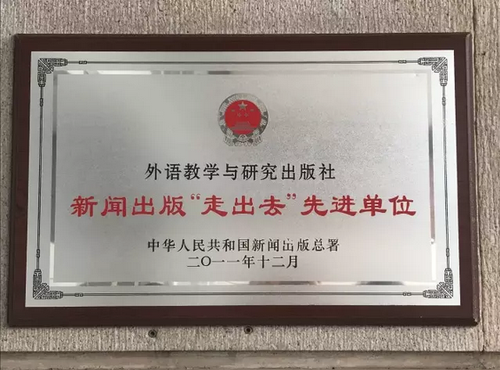 外语教学与研究出版社
新闻出版“走出去”先进单位
中华人民共和国新闻出版总署
二〇一一年十二月